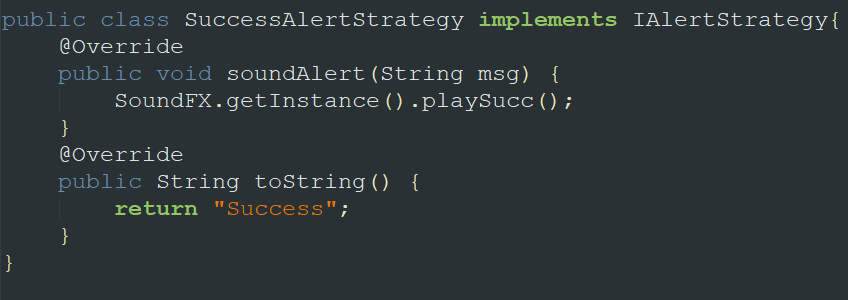 public class SuccessAlertStrategy implements IAlertStrategy{
    @Override
    public void soundAlert(String msg) {
        SoundFX.getInstance().playSucc();
    }
    @Override
    public String toString() {
        return "Success";
    }
}